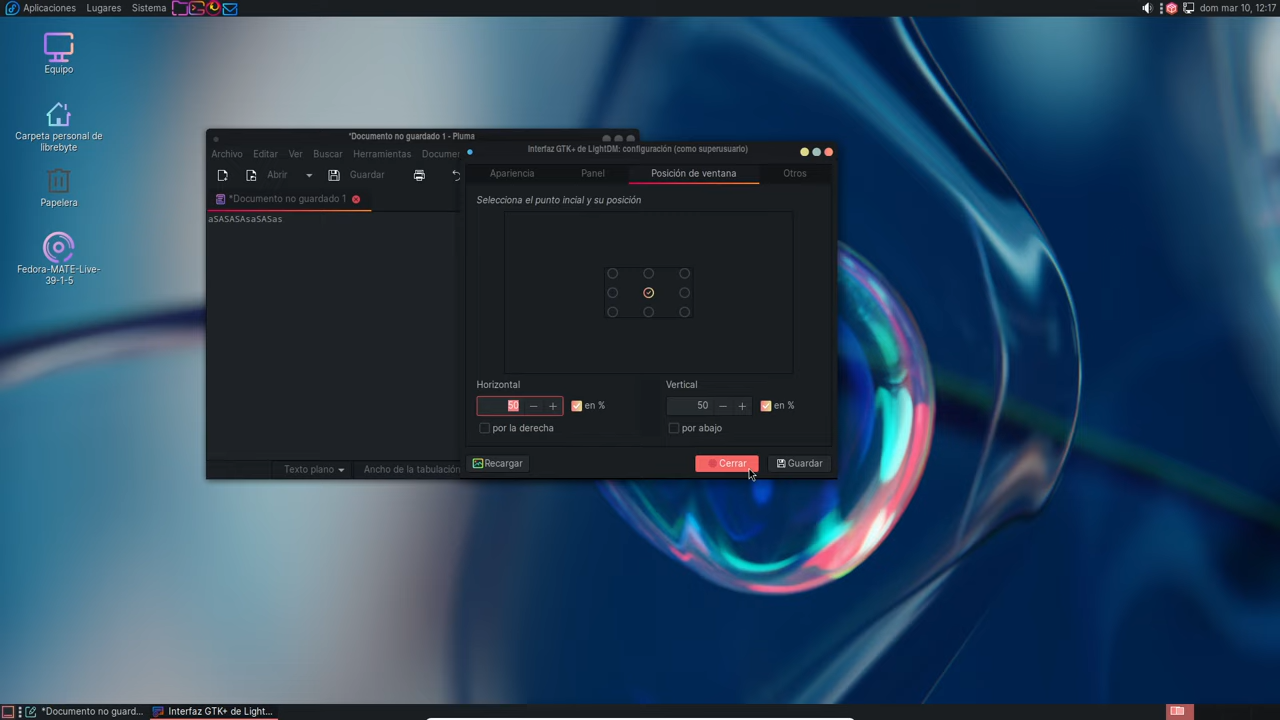 Aplicaciones Lugares Sistema dom mar 10, 12:17
Equipo
Carpeta personal de
librebyte
Papelera
Fedora-MATE-Live-
39-1-5
*Documento no guardado 1 - Pluma
Archivo Editar Ver Buscar Herramientas Documen
Abrir Guardar
*Documento no guardado 1
aSASASAsaSASas
Texto plano Ancho de la tabulación
Interfaz GTK+ de LightDM: configuración (como superusuario)
Apariencia Panel Posición de ventana Otros
Selecciona el punto incial y su posición
Horizontal Vertical
50 en % 50 en %
por la derecha por abajo
Recargar Cerrar Guardar
*Documento no guard... Interfaz GTK+ de Light...